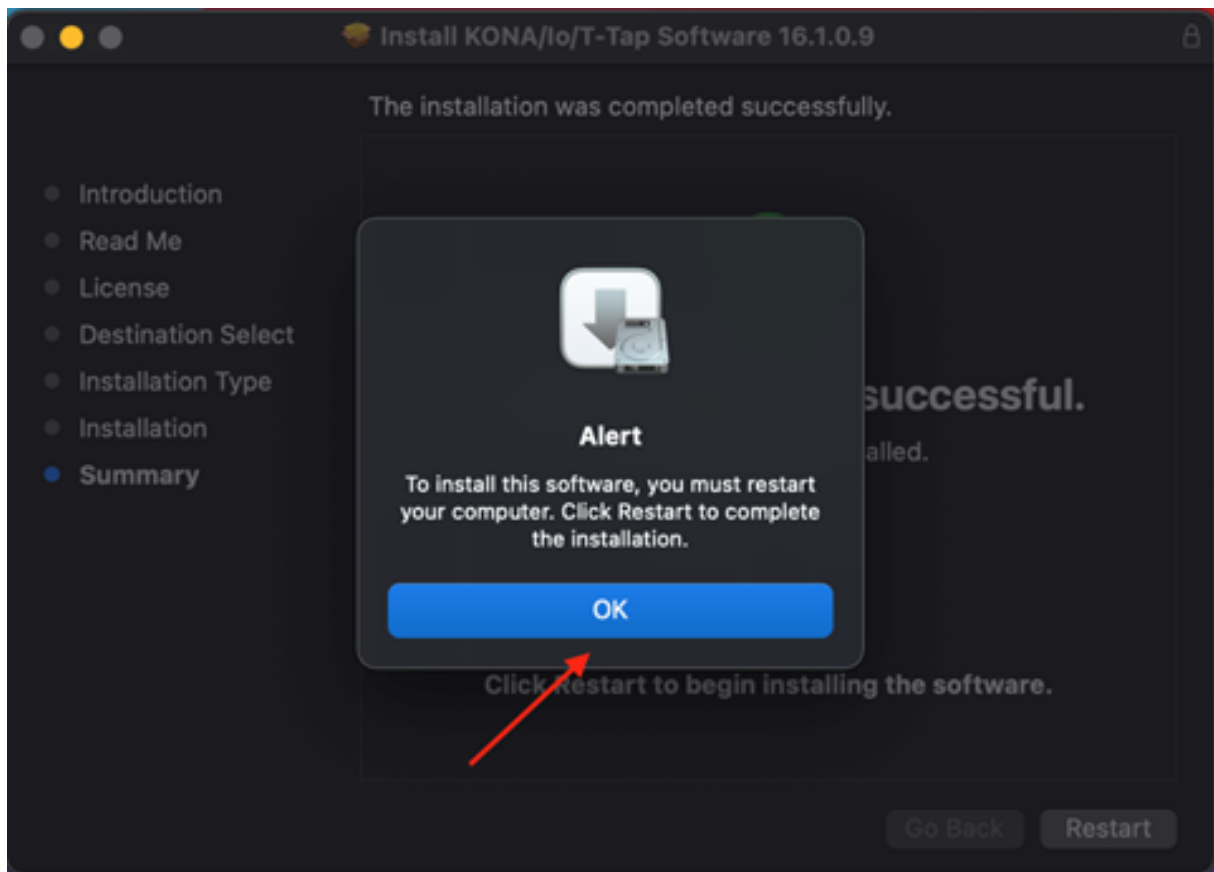 Install KONA/Io/T-Tap Software 16.1.0.9
The installation was completed successfully.
Introduction
Read Me
License
Destination Select
Installation Type
Installation
Summary
successful.
alled.
Alert
To install this software, you must restart
your computer. Click Restart to complete
the installation.
OK
Click Restart to begin installing the software.
Go Back
Restart